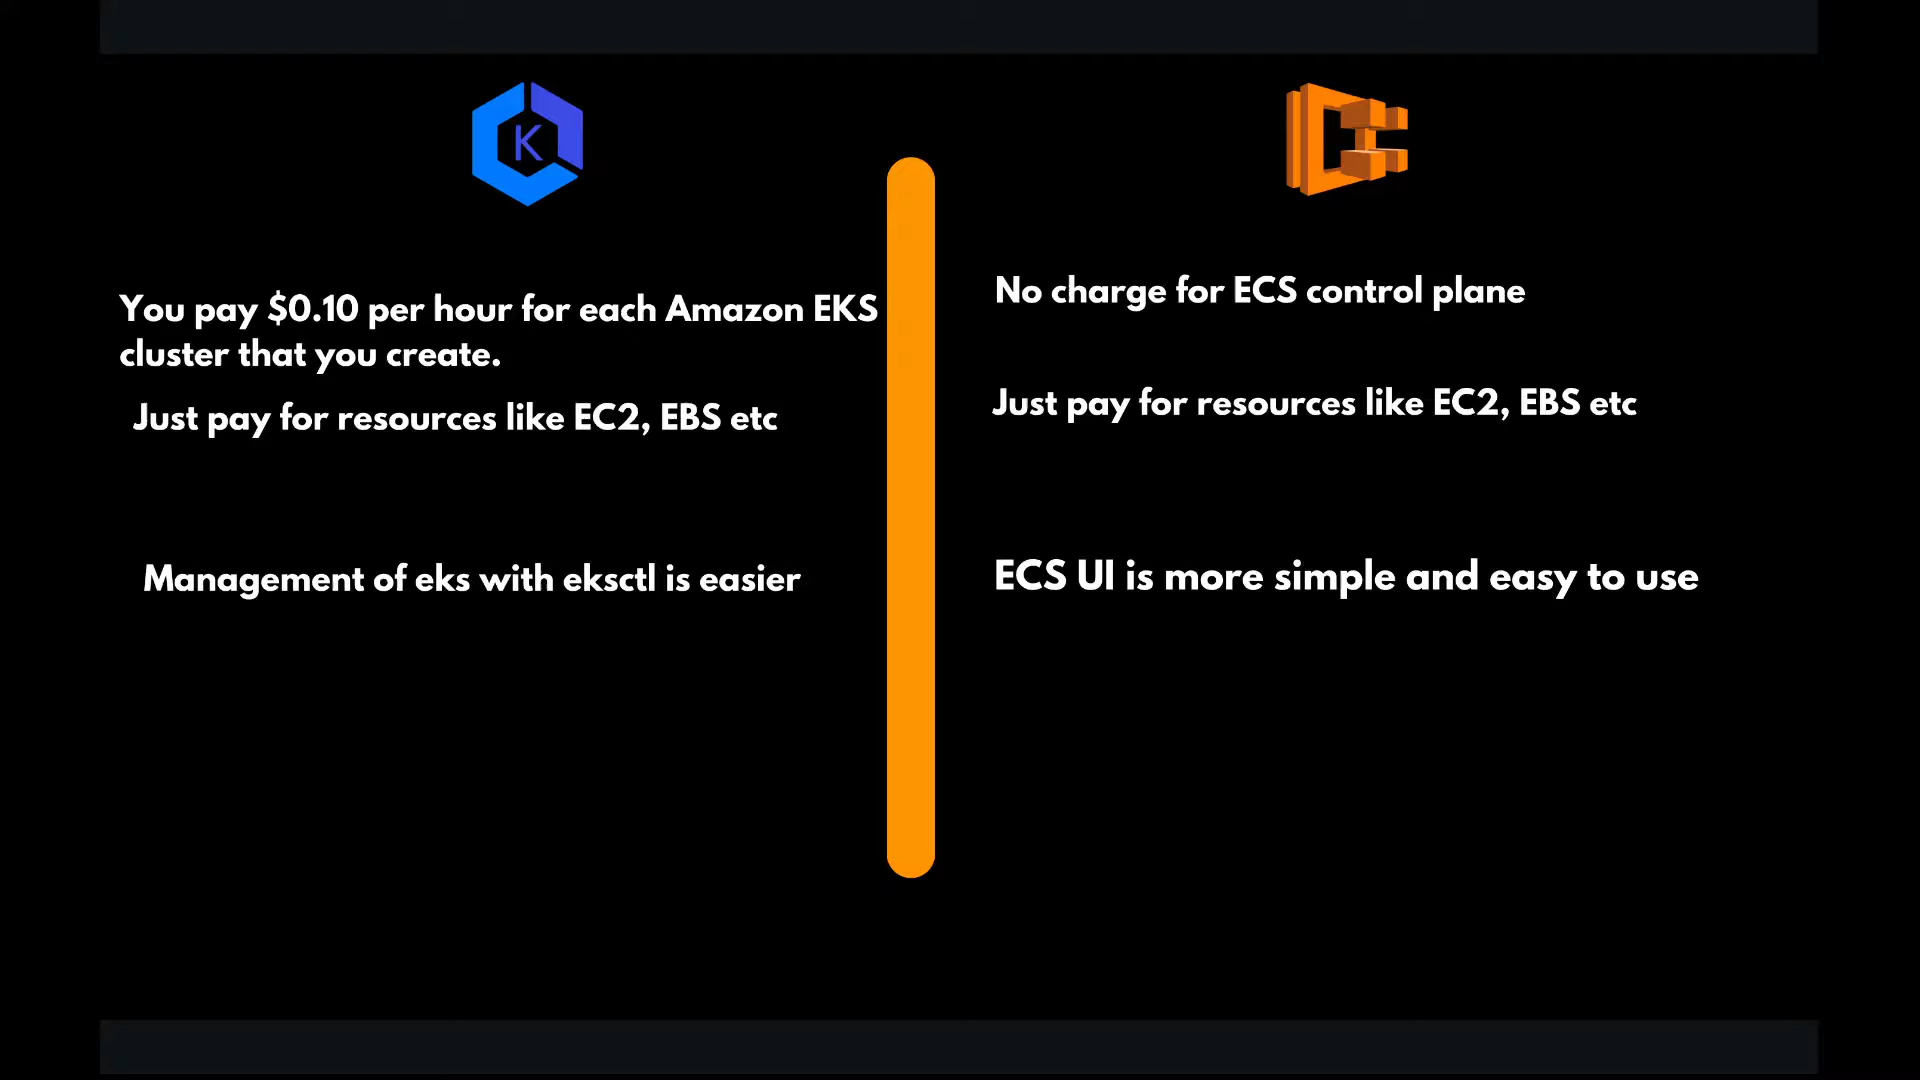 K
You pay $0.10 per hour for each Amazon EKS
cluster that you create.
Just pay for resources like EC2, EBS etc
Management of eks with eksctl is easier
No charge for ECS control plane
Just pay for resources like EC2, EBS etc
ECS UI is more simple and easy to use